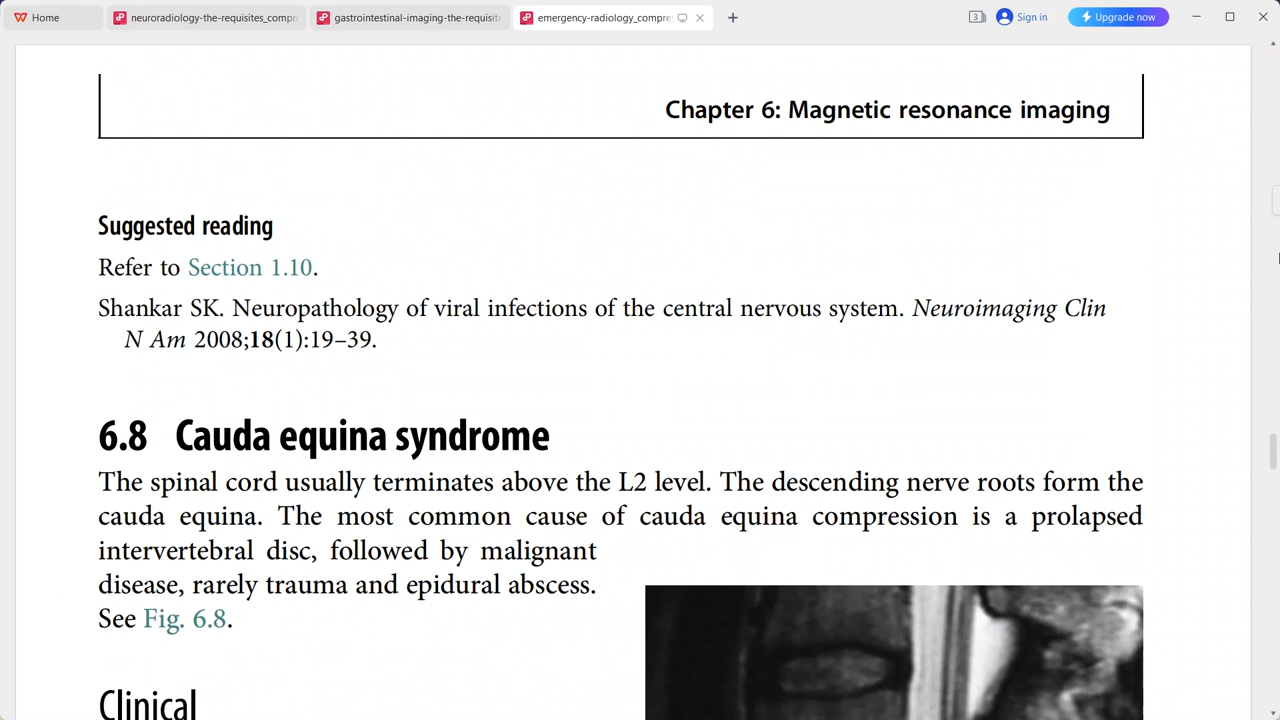 Home
neuroradiology-the-requisites_compr
gastrointestinal-imaging-the-requisite
emergency-radiology_compre
3
Sign in
Upgrade now
Chapter 6: Magnetic resonance imaging
Suggested reading
Refer to Section 1.10.
Shankar SK. Neuropathology of viral infections of the central nervous system. Neuroimaging Clin
N Am 2008;18(1):19–39.
6.8 Cauda equina syndrome
The spinal cord usually terminates above the L2 level. The descending nerve roots form the
cauda equina. The most common cause of cauda equina compression is a prolapsed
intervertebral disc, followed by malignant
disease, rarely trauma and epidural abscess.
See Fig. 6.8.
Clinical